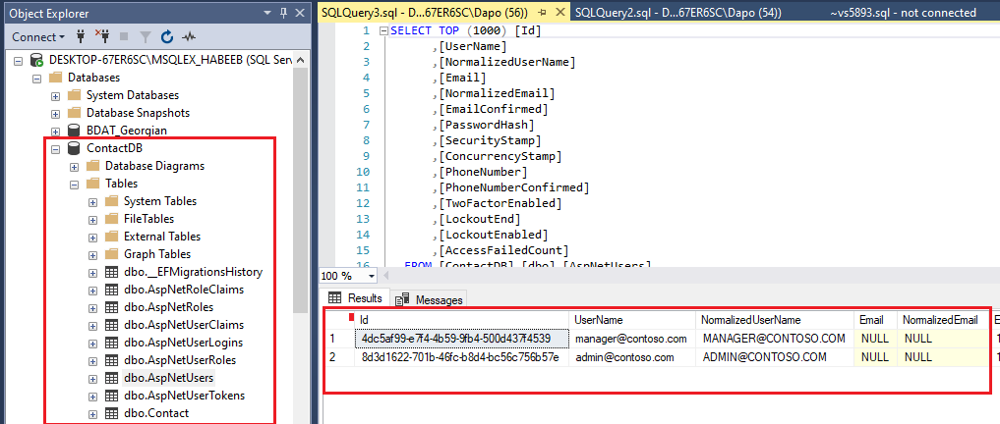 Object Explorer
Connect
DESKTOP-67ER6SC\MSQLEX_HABEEB (SQL Serv
Databases
System Databases
Database Snapshots
BDAT_Georgian
ContactDB
Database Diagrams
Tables
System Tables
FileTables
External Tables
Graph Tables
dbo.__EFMigrationsHistory
dbo.AspNetRoleClaims
dbo.AspNetRoles
dbo.AspNetUserClaims
dbo.AspNetUserLogins
dbo.AspNetUserRoles
dbo.AspNetUsers
dbo.AspNetUserTokens
dbo.Contact
SQLQuery3.sql - D...67ER6SC\Dapo (56)) SQLQuery2.sql - D...67ER6SC\Dapo (54)) ~vs5893.sql - not connected
1 SELECT TOP (1000) [Id]
2 ,[UserName]
3 ,[NormalizedUserName]
4 ,[Email]
5 ,[NormalizedEmail]
6 ,[EmailConfirmed]
7 ,[PasswordHash]
8 ,[SecurityStamp]
9 ,[ConcurrencyStamp]
10 ,[PhoneNumber]
11 ,[PhoneNumberConfirmed]
12 ,[TwoFactorEnabled]
13 ,[LockoutEnd]
14 ,[LockoutEnabled]
15 ,[AccessFailedCount]
16 FROM [ContactDB].[dbo].[AspNetUsers]
100 %
Results Messages
Id UserName NormalizedUserName Email NormalizedEmail E
1 4dc5af99-e7f4-4b59-9fb4-500d437f4539 manager@contoso.com MANAGER@CONTOSO.COM NULL NULL 1
2 8d3d1622-701b-46fc-b8d4-bc56c756b57e admin@contoso.com ADMIN@CONTOSO.COM NULL NULL 1